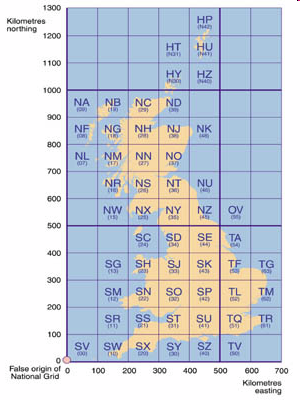 Kilometres
northing
1300
HP
(N42)
1200
HT HU
(N31) (N41)
1100
HY HZ
(N30) (N40)
1000
NA NB NC ND
(09) (19) (29) (39)
900
NF NG NH NJ NK
(08) (18) (28) (38) (48)
800
NL NM NN NO
(07) (17) (27) (37)
700
NR NS NT NU
(16) (26) (36) (46)
600
NW NX NY NZ OV
(15) (25) (35) (45) (55)
500
SC SD SE TA
(24) (34) (44) (54)
400
SG SH SJ SK TF TG
(13) (23) (33) (43) (53) (63)
300
SM SN SO SP TL TM
(12) (22) (32) (42) (52) (62)
200
SR SS ST SU TQ TR
(11) (21) (31) (41) (51) (61)
100
SV SW SX SY SZ TV
(00) (10) (20) (30) (40) (50)
0
False origin of
National Grid
0 100 200 300 400 500 600 700
Kilometres
easting